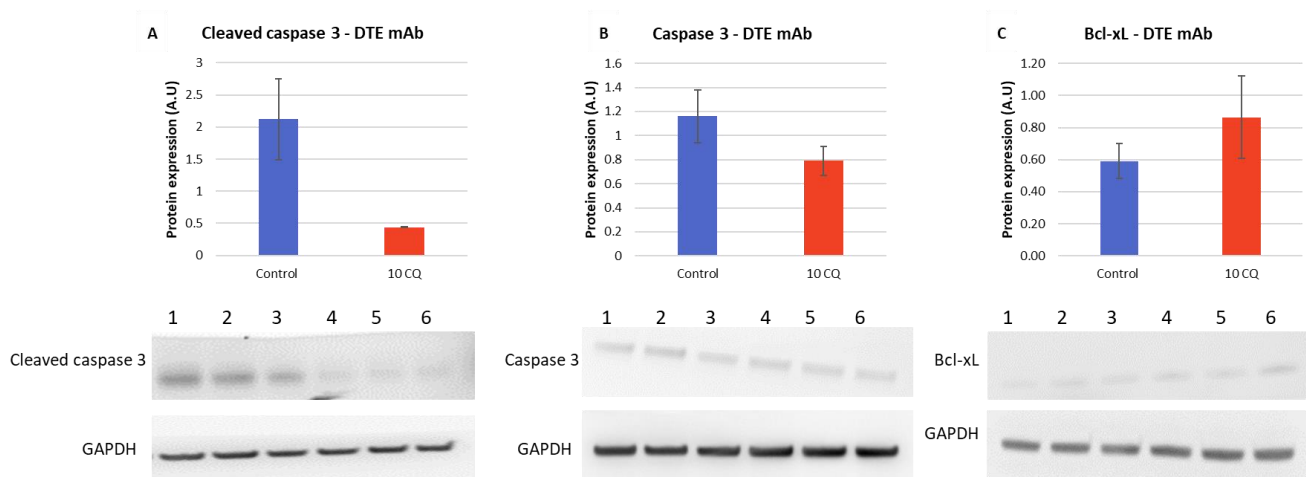 A
Cleaved caspase 3 - DTE mAb
Protein expression (A.U)
3
2.5
2
1.5
1
0.5
0
Control
10 CQ
1 2 3 4 5 6
Cleaved caspase 3
GAPDH
B
Caspase 3 - DTE mAb
Protein expression (A.U)
1.6
1.4
1.2
1
0.8
0.6
0.4
0.2
0
Control
10 CQ
1 2 3 4 5 6
Caspase 3
GAPDH
C
Bcl-xL - DTE mAb
Protein expression (A.U)
1.20
1.00
0.80
0.60
0.40
0.20
0.00
Control
10 CQ
1 2 3 4 5 6
Bcl-xL
GAPDH